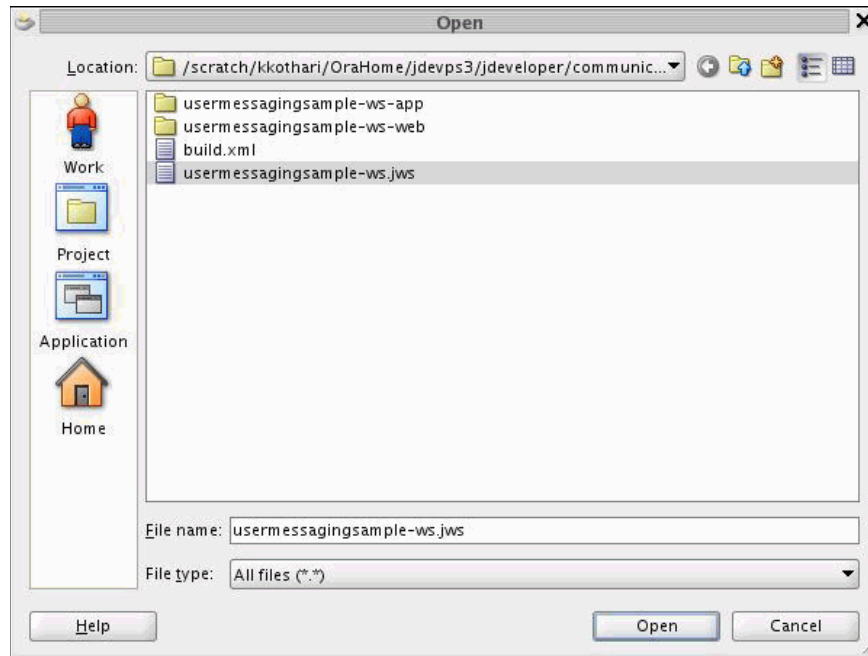 Open
Location: /scratch/kkothari/OraHome/jdevps3/jdeveloper/communic...
usermessagingsample-ws-app
usermessagingsample-ws-web
build.xml
usermessagingsample-ws.jws
Work
Project
Application
Home
File name: usermessagingsample-ws.jws
File type: All files (*.*)
Help Open Cancel